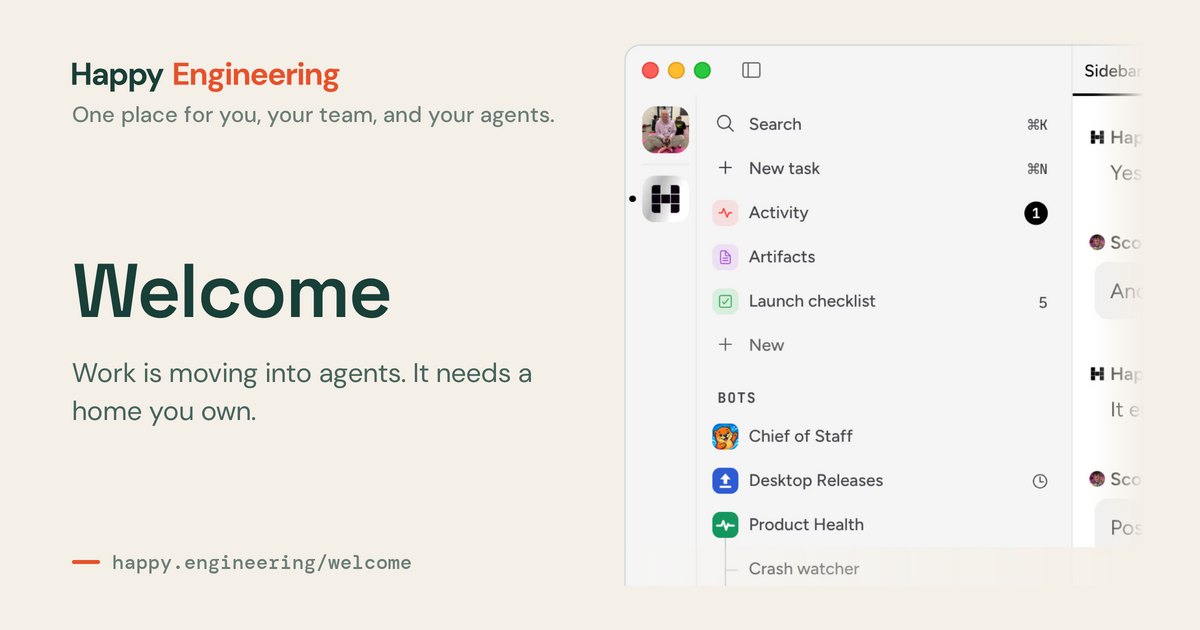 Happy Engineering
One place for you, your team, and your agents.
Welcome
Work is moving into agents. It needs a
home you own.
happy.engineering/welcome
Search ⌘K
New task ⌘N
Activity 1
Artifacts
Launch checklist 5
New
BOTS
Chief of Staff
Desktop Releases
Product Health
Crash watcher
H
Yes
It e